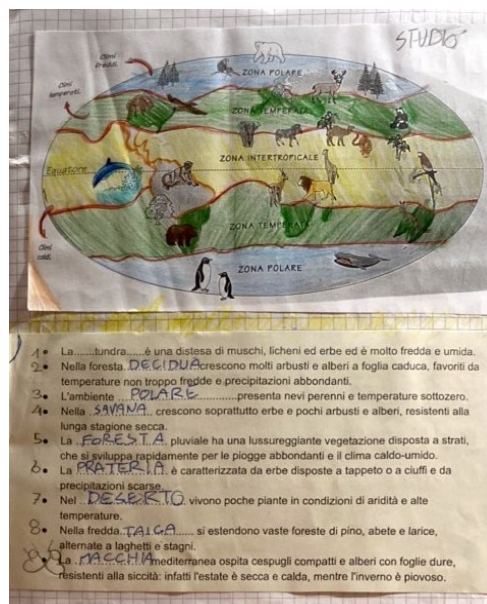 STUDIO
Climi freddi.
Climi temperati.
ZONA POLARE
ZONA TEMPERATA
ZONA INTERTROPICALE
Equatore
ZONA TEMPERATA
Climi caldi.
ZONA POLARE
1• La........tundra......è una distesa di muschi, licheni ed erbe ed è molto fredda e umida.
2• Nella foresta. DECIDUA crescono molti arbusti e alberi a foglia caduca, favoriti da
temperature non troppo fredde e precipitazioni abbondanti.
3• L'ambiente ...POLARE..................presenta nevi perenni e temperature sottozero.
4• Nella ..SAVANA.. crescono soprattutto erbe e pochi arbusti e alberi, resistenti alla
lunga stagione secca.
5• La ..FORESTA. pluviale ha una lussureggiante vegetazione disposta a strati,
che si sviluppa rapidamente per le piogge abbondanti e il clima caldo-umido.
6• La PRATERIA. è caratterizzata da erbe disposte a tappeto o a ciuffi e da
precipitazioni scarse.
7• Nel ..DESERTO vivono poche piante in condizioni di aridità e alte
temperature.
8• Nella fredda..TAIGA........ si estendono vaste foreste di pino, abete e larice,
alternate a laghetti e stagni.
• La ..MACCHIA mediterranea ospita cespugli compatti e alberi con foglie dure,
resistenti alla siccità: infatti l'estate è secca e calda, mentre l'inverno è piovoso.